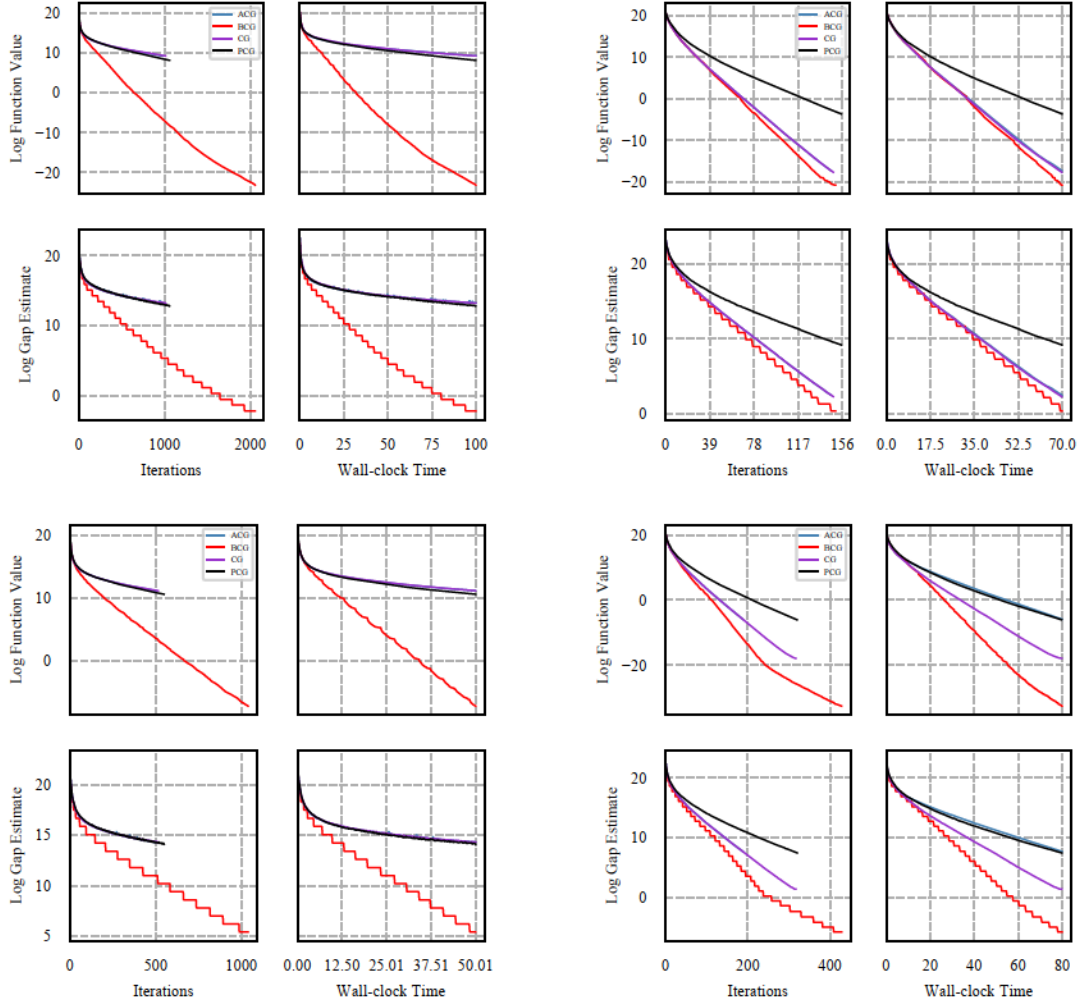 ACG
BCG
CG
PCG
Log Function Value
20
10
0
−10
−20
Log Gap Estimate
20
10
0
0
1000
2000
Iterations
0
25
50
75
100
Wall-clock Time
ACG
BCG
CG
PCG
Log Function Value
20
10
0
−10
−20
Log Gap Estimate
20
10
0
0
39
78
117
156
Iterations
0.0
17.5
35.0
52.5
70.0
Wall-clock Time
ACG
BCG
CG
PCG
Log Function Value
20
10
0
Log Gap Estimate
20
15
10
5
0
500
1000
Iterations
0.00
12.50
25.01
37.51
50.01
Wall-clock Time
ACG
BCG
CG
PCG
Log Function Value
20
0
−20
Log Gap Estimate
20
10
0
0
200
400
Iterations
0
20
40
60
80
Wall-clock Time